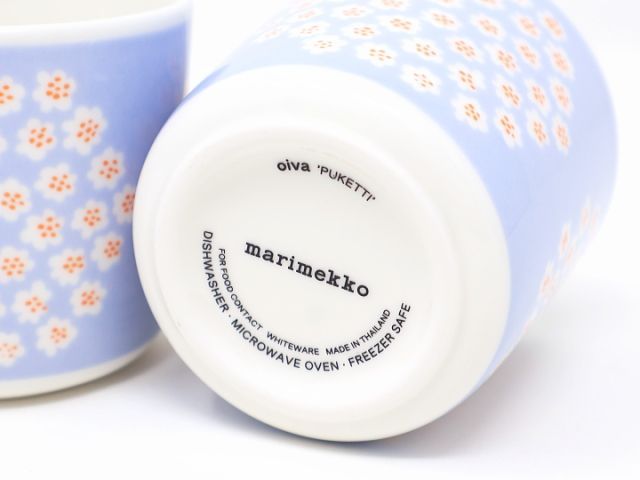 oiva 'PUKETTI'
marimekko
FOR FOOD CONTACT WHITEWARE MADE IN THAILAND
DISHWASHER · MICROWAVE OVEN · FREEZER SAFE